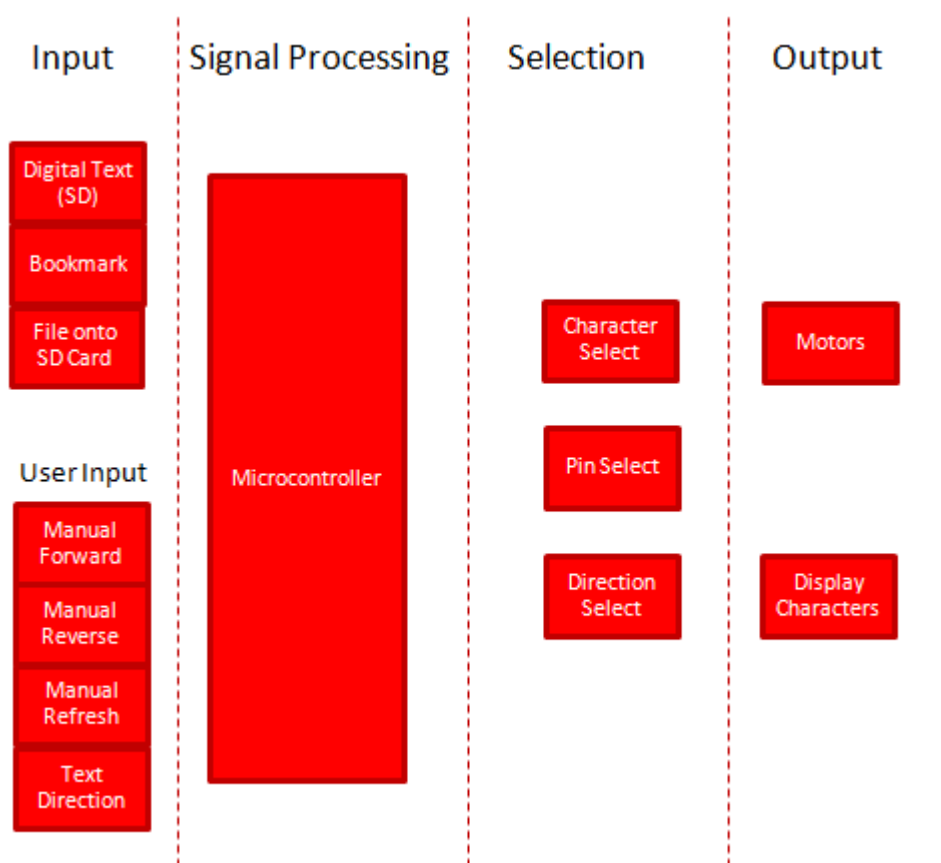 Input
Signal Processing
Selection
Output
Digital Text
(SD)
Bookmark
File onto
SD Card
User Input
Manual
Forward
Manual
Reverse
Manual
Refresh
Text
Direction
Microcontroller
Character
Select
Pin Select
Direction
Select
Motors
Display
Characters